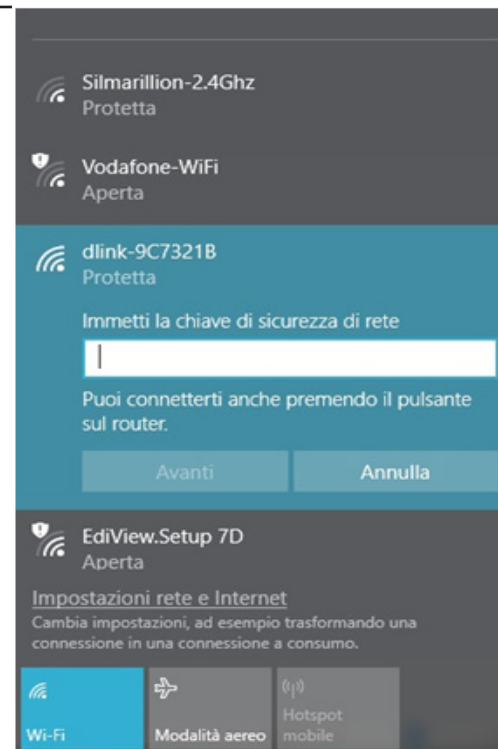 Silmarillion-2.4Ghz
Protetta
Vodafone-WiFi
Aperta
dlink-9C7321B
Protetta
Immetti la chiave di sicurezza di rete
Puoi connetterti anche premendo il pulsante
sul router.
Avanti Annulla
EdiView.Setup 7D
Aperta
Impostazioni rete e Internet
Cambia impostazioni, ad esempio trasformando una
connessione in una connessione a consumo.
Wi-Fi Modalità aereo Hotspot
mobile